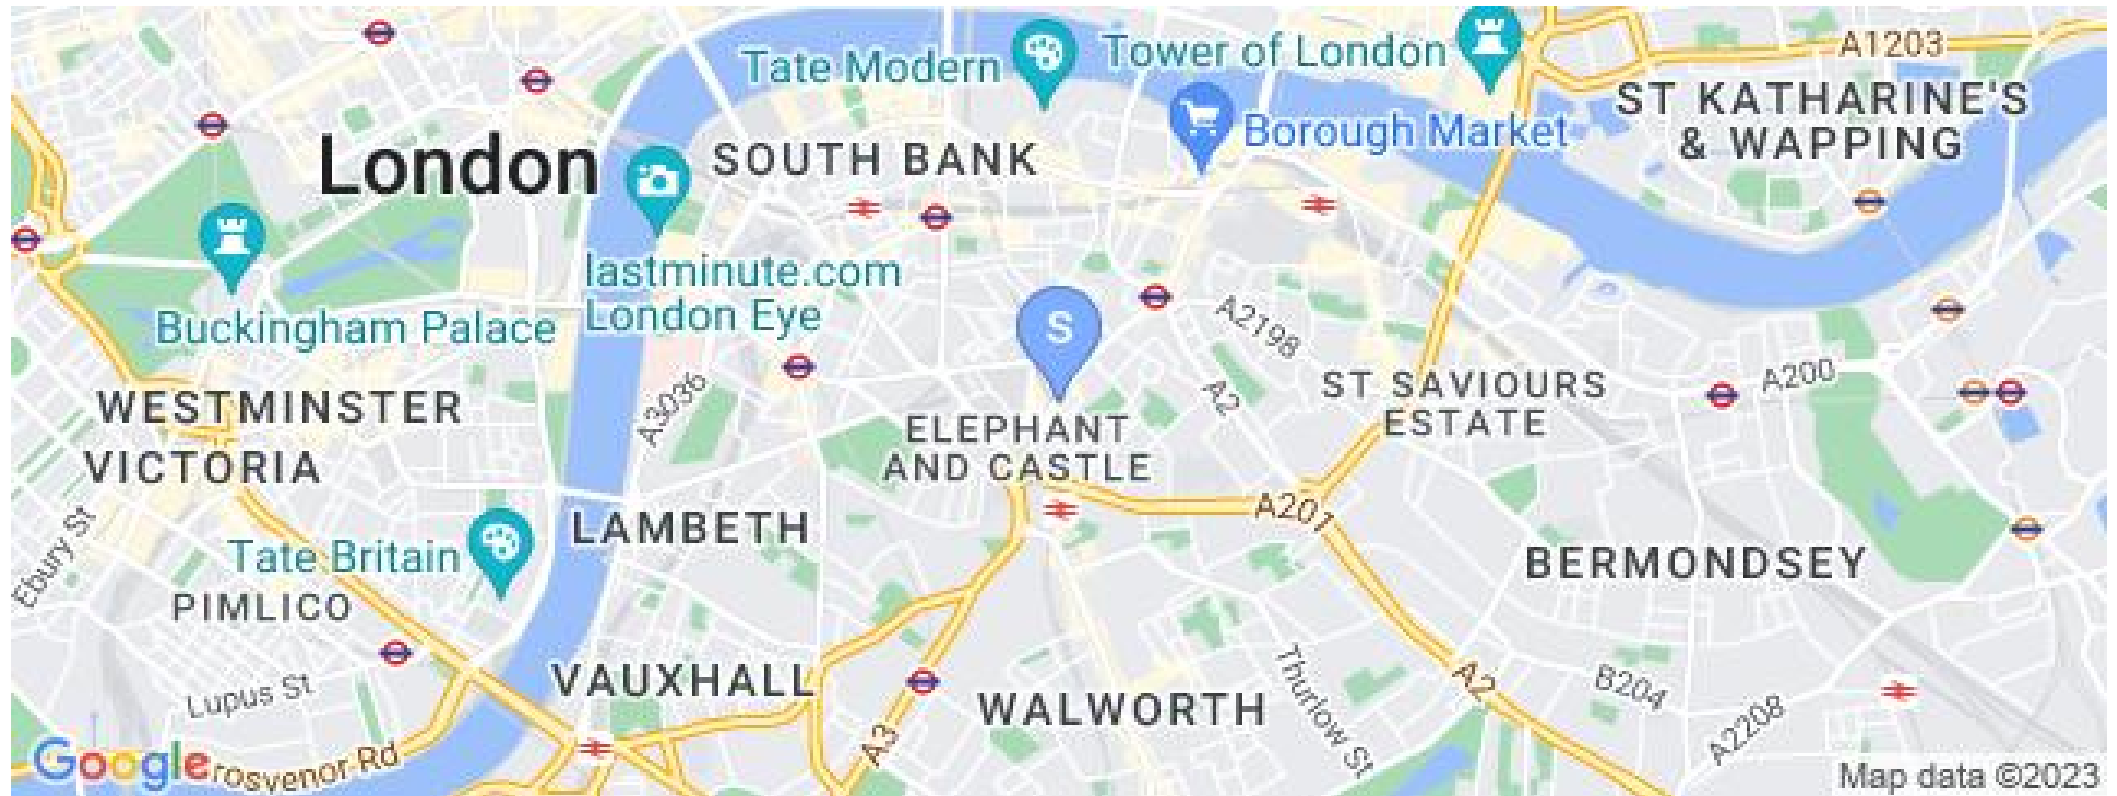 A1203
Tate Modern
Tower of London
ST KATHARINE'S
& WAPPING
Borough Market
London
SOUTH BANK
lastminute.com
London Eye
Buckingham Palace
S
A2198
A200
A3036
A2
ST SAVIOURS
ESTATE
WESTMINSTER
ELEPHANT
AND CASTLE
VICTORIA
A201
Ebury St
LAMBETH
Tate Britain
BERMONDSEY
PIMLICO
VAUXHALL
Lupus St
WALWORTH
Thurlow St
A2
B204
A3
A2208
Google
rosvenor Rd
Map data ©2023